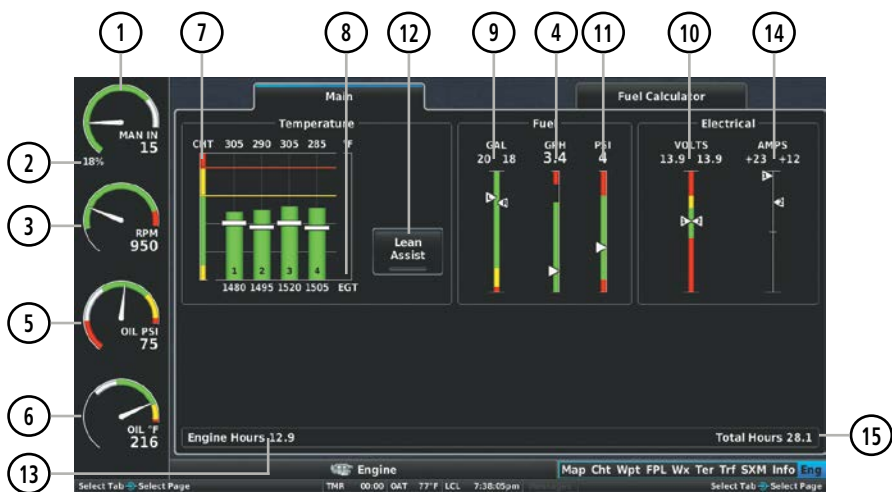 1
7
8
12
9
4
11
10
14
2
3
5
6
13
15
MAN IN
15
18%
RPM
950
OIL PSI
75
OIL °F
216
Main
Fuel Calculator
Temperature
CHT 305 290 305 285 °F
1 2 3 4
1480 1495 1520 1505 EGT
Lean
Assist
Fuel
GAL GPH PSI
20 18 3.4 4
Electrical
VOLTS AMPS
13.9 13.9 +23 +12
Engine Hours 12.9
Total Hours 28.1
Engine
Map Cht Wpt FPL Wx Ter Trf SXM Info Eng
Select Tab Select Page
TMR 00:00 OAT 77°F LCL 7:38:05pm
Select Tab Select Page